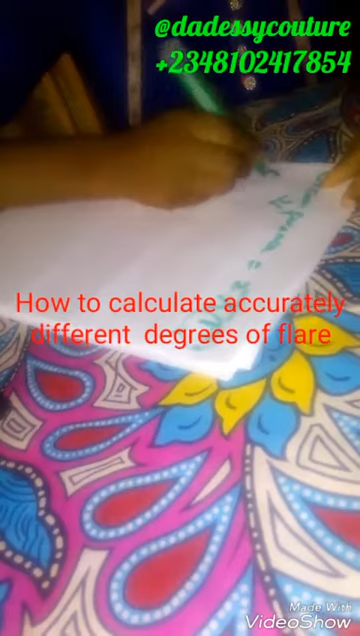 @dadessycouture
+2348102417854
How to calculate accurately
different degrees of flare
Made With
VideoShow